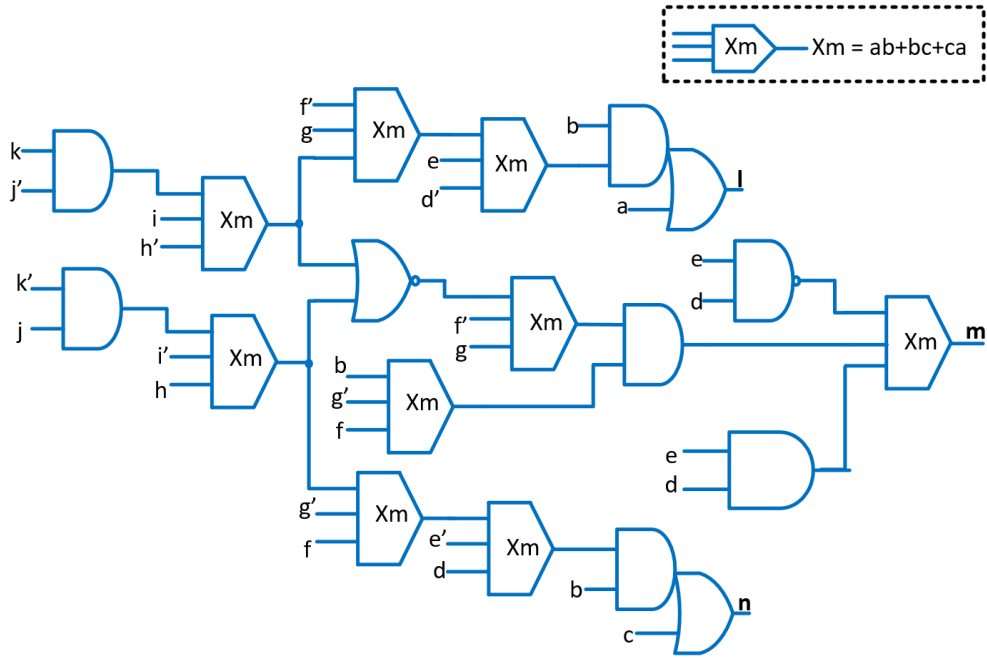 Xm
Xm = ab+bc+ca
f'
g
Xm
b
k
e
Xm
j'
d'
l
a
i
Xm
h'
e
k'
d
f'
Xm
m
j
Xm
g
i'
Xm
b
h
g'
Xm
f
e
d
g'
Xm
f
e'
Xm
d
b
n
c